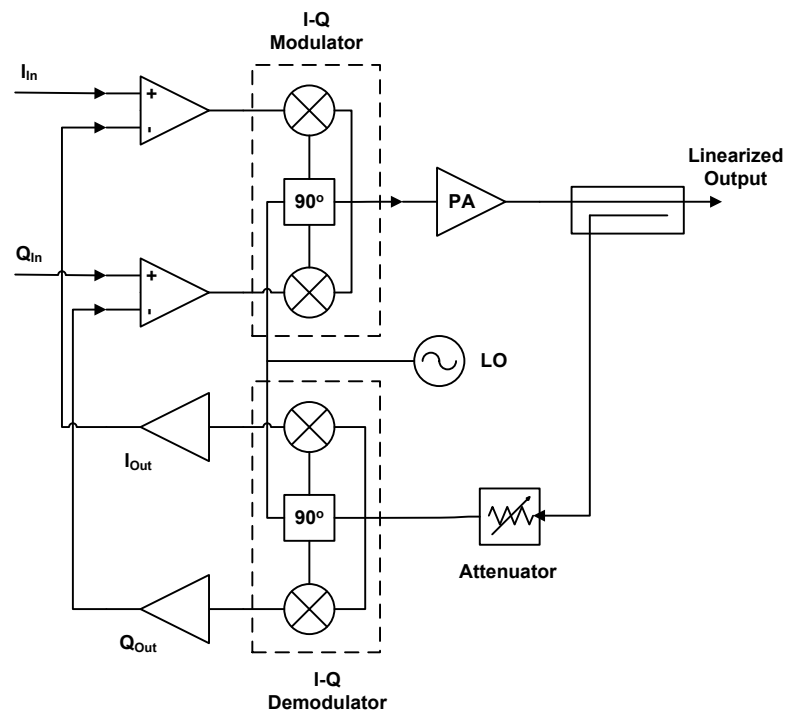 I-Q
Modulator
I_In
+
-
90°
PA
Linearized
Output
Q_In
+
-
LO
I_Out
90°
Attenuator
Q_Out
I-Q
Demodulator